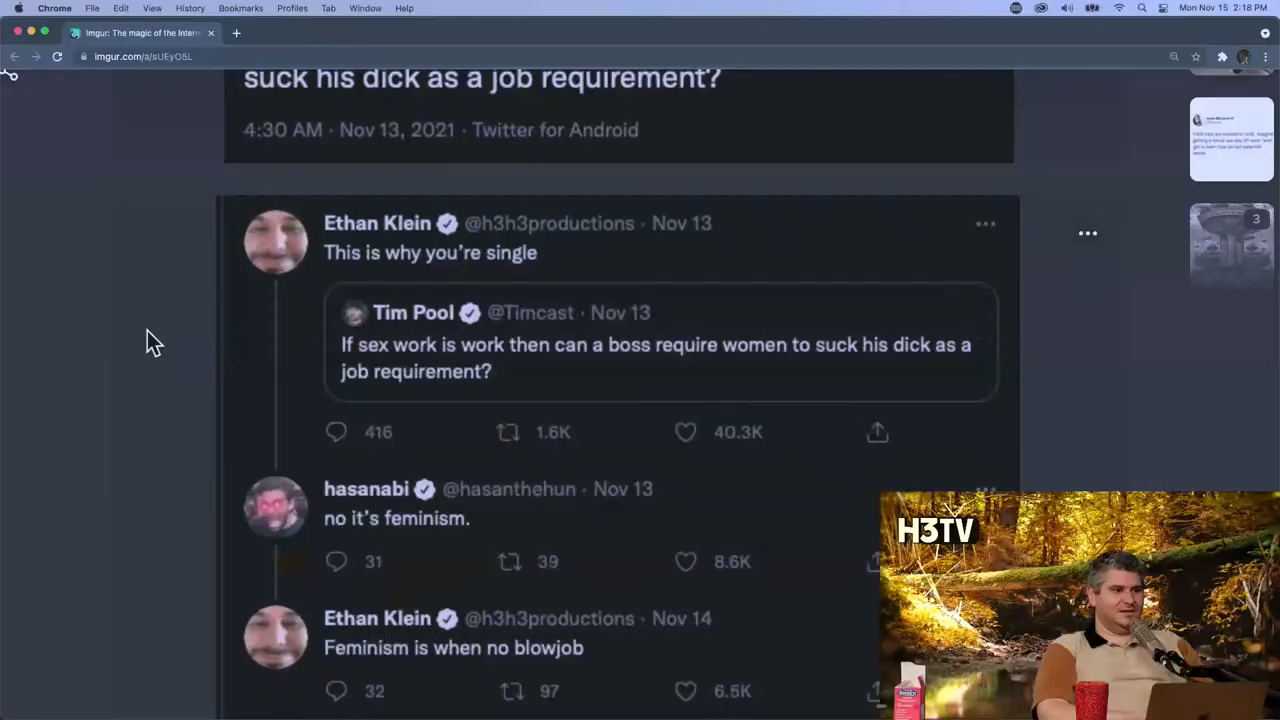 Chrome File Edit View History Bookmarks Profiles Tab Window Help Mon Nov 15 2:18 PM
Imgur: The magic of the Intern
imgur.com/a/sUEyO5L
suck his dick as a job requirement?
4:30 AM · Nov 13, 2021 · Twitter for Android
Ethan Klein @h3h3productions · Nov 13
This is why you're single
Tim Pool @Timcast · Nov 13
If sex work is work then can a boss require women to suck his dick as a
job requirement?
416 1.6K 40.3K
hasanabi @hasanthehun · Nov 13
no it's feminism.
31 39 8.6K
Ethan Klein @h3h3productions · Nov 14
Feminism is when no blowjob
32 97 6.5K
3
H3TV